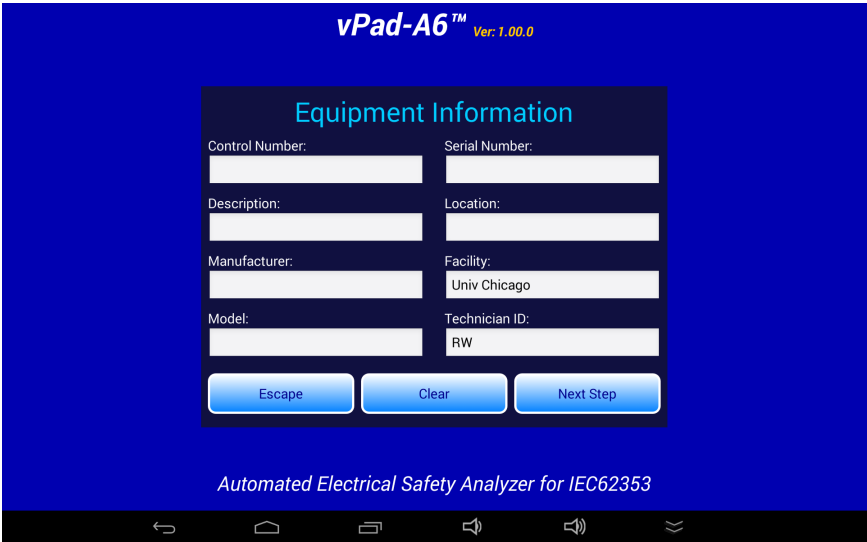 vPad-A6™ Ver: 1.00.0
Equipment Information
Control Number:
Serial Number:
Description:
Location:
Manufacturer:
Facility:
Univ Chicago
Model:
Technician ID:
RW
Escape
Clear
Next Step
Automated Electrical Safety Analyzer for IEC62353